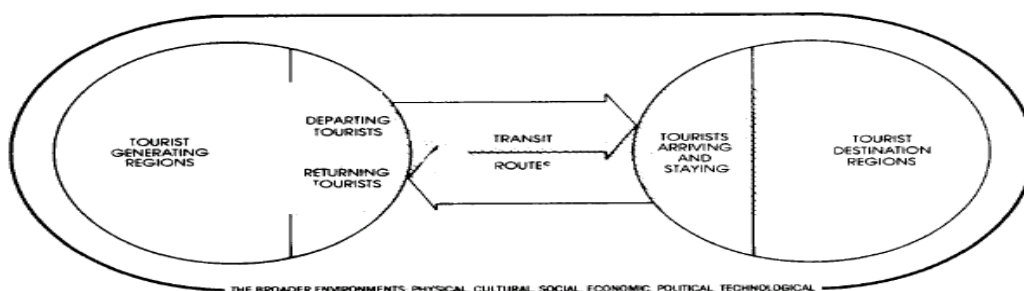 TOURIST
GENERATING
REGIONS
DEPARTING
TOURISTS
RETURNING
TOURISTS
TRANSIT
ROUTES
TOURISTS
ARRIVING
AND
STAYING
TOURIST
DESTINATION
REGIONS
THE BROADER ENVIRONMENTS: PHYSICAL, CULTURAL, SOCIAL, ECONOMIC, POLITICAL, TECHNOLOGICAL